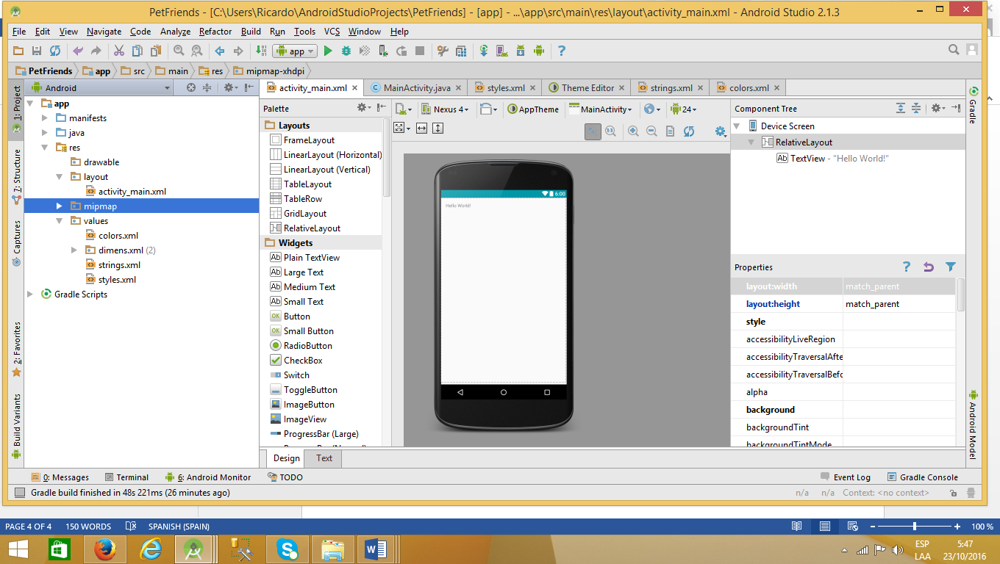 PetFriends - [C:\Users\Ricardo\AndroidStudioProjects\PetFriends] - [app] - ...\app\src\main\res\layout\activity_main.xml - Android Studio 2.1.3
File Edit View Navigate Code Analyze Refactor Build Run Tools VCS Window Help
app
PetFriends app src main res mipmap-xhdpi
1: Project
7: Structure
Captures
2: Favorites
Build Variants
Android
app
manifests
java
res
drawable
layout
activity_main.xml
mipmap
values
colors.xml
dimens.xml (2)
strings.xml
styles.xml
Gradle Scripts
activity_main.xml MainActivity.java styles.xml Theme Editor strings.xml colors.xml
Palette
Layouts
FrameLayout
LinearLayout (Horizontal)
LinearLayout (Vertical)
TableLayout
TableRow
GridLayout
RelativeLayout
Widgets
Ab Plain TextView
Ab Large Text
Ab Medium Text
Ab Small Text
OK Button
OK Small Button
RadioButton
CheckBox
Switch
ToggleButton
ImageButton
ImageView
ProgressBar (Large)
Nexus 4 AppTheme MainActivity 24
6:00
Hello World!
Design Text
Component Tree
Device Screen
RelativeLayout
Ab TextView - "Hello World!"
Properties
layout:width match_parent
layout:height match_parent
style
accessibilityLiveRegion
accessibilityTraversalAfte
accessibilityTraversalBefo
alpha
background
backgroundTint
backgroundTintMode
Gradle
Android Model
0: Messages Terminal 6: Android Monitor TODO Event Log Gradle Console
Gradle build finished in 48s 221ms (26 minutes ago) n/a n/a Context: <no context>
PAGE 4 OF 4 150 WORDS SPANISH (SPAIN) 100 %
ESP 5:47
LAA 23/10/2016